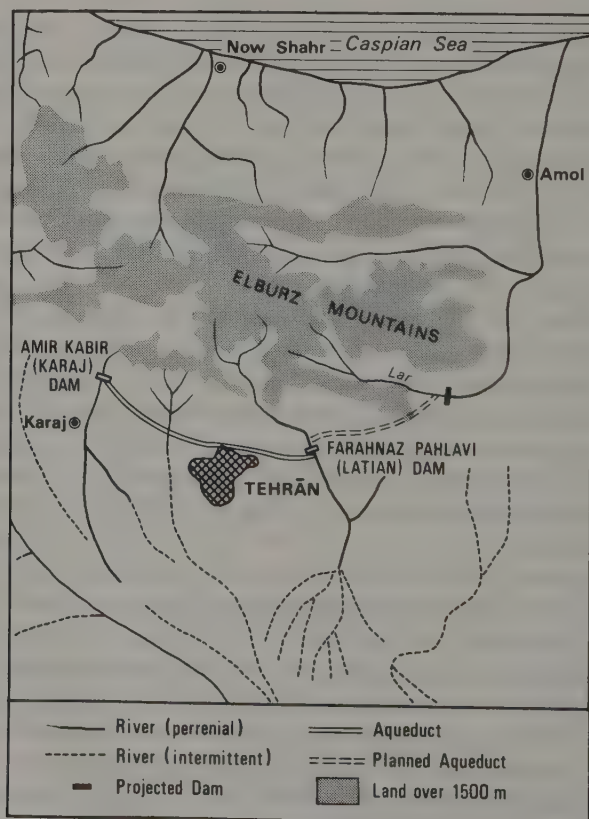 Now Shahr
Caspian Sea
Amol
ELBURZ MOUNTAINS
AMIR KABIR
(KARAJ)
DAM
Lar
Karaj
FARAHNAZ PAHLAVI
(LATIAN) DAM
TEHRĀN
River (perrenial)
Aqueduct
River (intermittent)
Planned Aqueduct
Projected Dam
Land over 1500 m